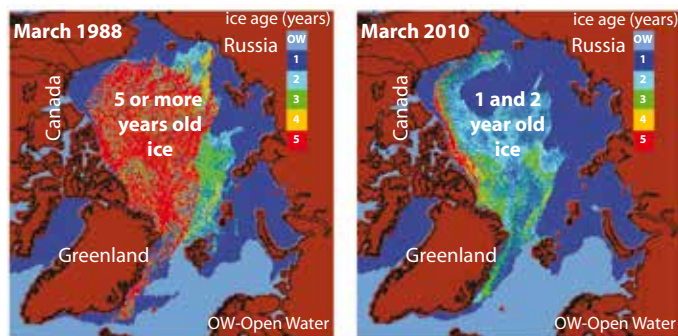 March 1988
ice age (years)
Russia
OW
1
2
3
4
5
Canada
5 or more
years old
ice
Greenland
OW-Open Water
March 2010
ice age (years)
Russia
OW
1
2
3
4
5
Canada
1 and 2
year old
ice
Greenland
OW-Open Water